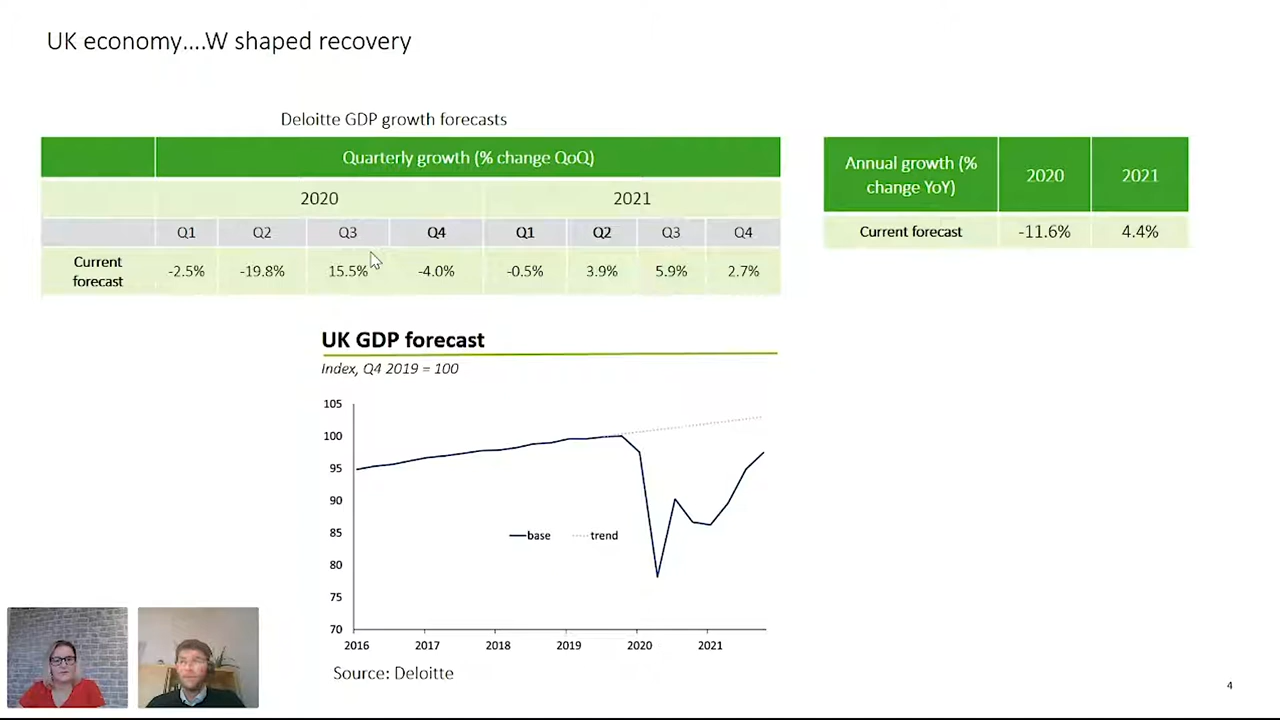 UK economy....W shaped recovery
Deloitte GDP growth forecasts
Quarterly growth (% change QoQ)
2020 2021
Q1 Q2 Q3 Q4 Q1 Q2 Q3 Q4
Current forecast -2.5% -19.8% 15.5% -4.0% -0.5% 3.9% 5.9% 2.7%
Annual growth (% change YoY) 2020 2021
Current forecast -11.6% 4.4%
UK GDP forecast
Index, Q4 2019 = 100
105
100
95
90
85
80
75
70
base trend
2016 2017 2018 2019 2020 2021
Source: Deloitte
4